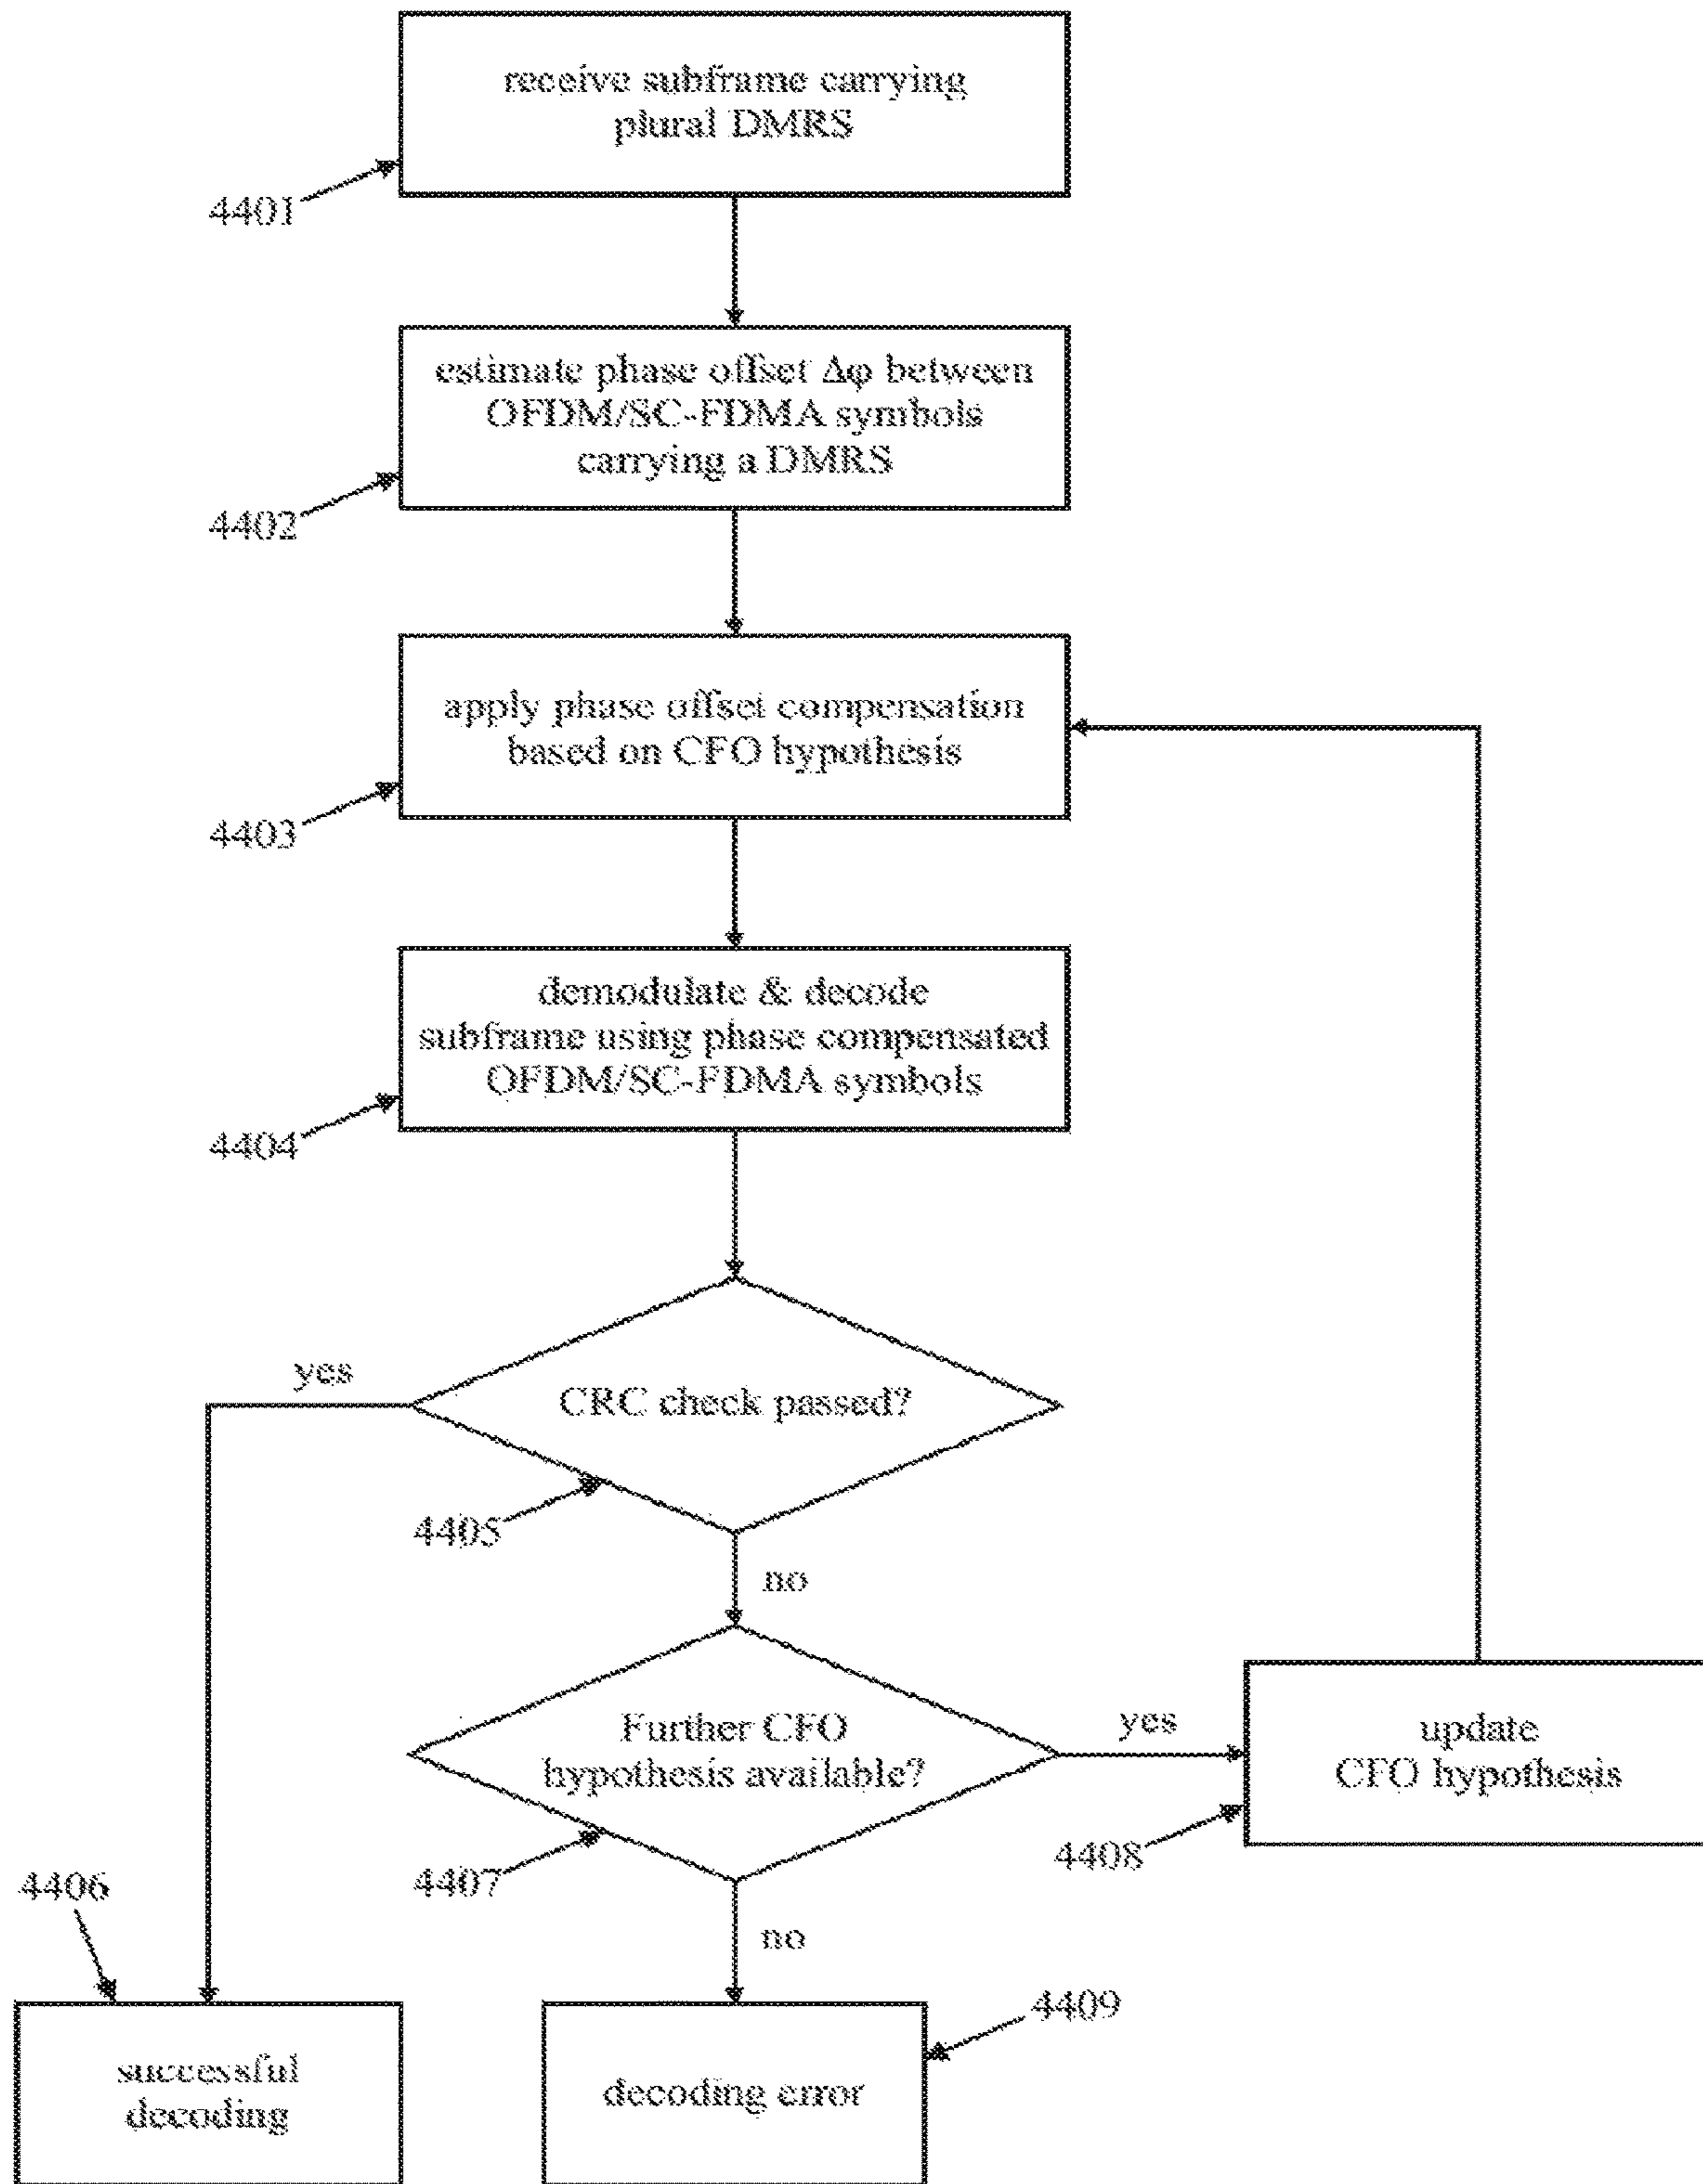 receive subframe carrying
plural DMRS
4401
estimate phase offset Δφ between
OFDM/SC-FDMA symbols
carrying a DMRS
4402
apply phase offset compensation
based on CFO hypothesis
4403
demodulate & decode
subframe using phase compensated
OFDM/SC-FDMA symbols
4404
yes
CRC check passed?
4405
no
Further CFO
hypothesis available?
yes
update
CFO hypothesis
4408
4407
4406
no
4409
successful
decoding
decoding error